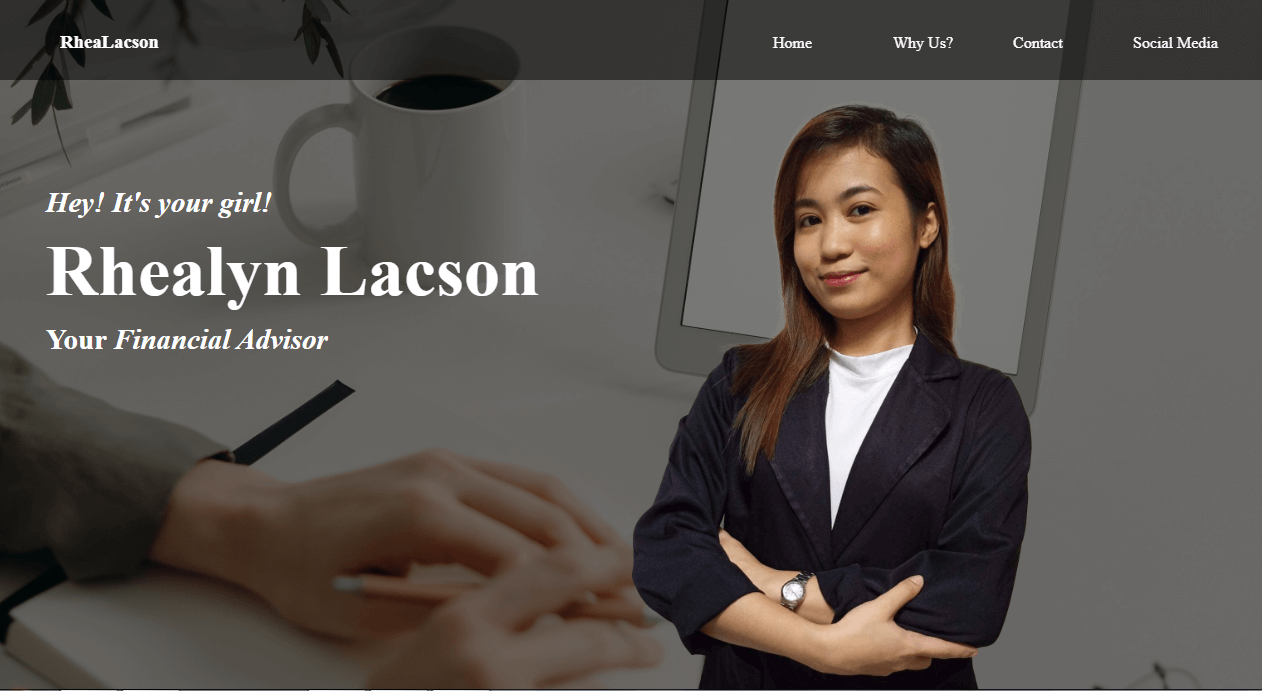 RheaLacson
Home Why Us? Contact Social Media
Hey! It's your girl!
Rhealyn Lacson
Your Financial Advisor